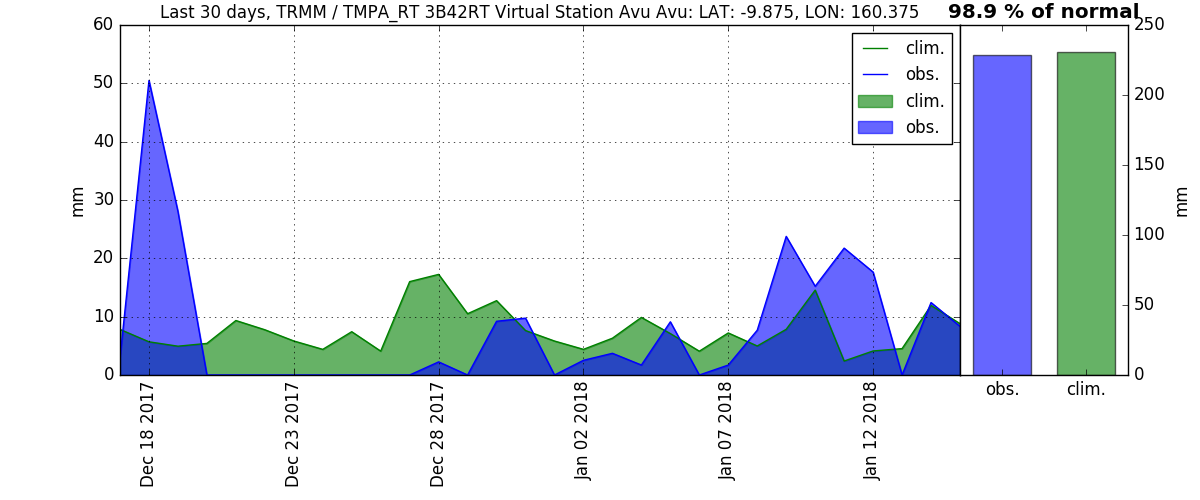 Last 30 days, TRMM / TMPA_RT 3B42RT Virtual Station Avu Avu: LAT: -9.875, LON: 160.375
98.9 % of normal
60
50
40
30
20
10
0
mm
clim.
obs.
clim.
obs.
Dec 18 2017
Dec 23 2017
Dec 28 2017
Jan 02 2018
Jan 07 2018
Jan 12 2018
250
200
150
100
50
0
mm
obs.
clim.